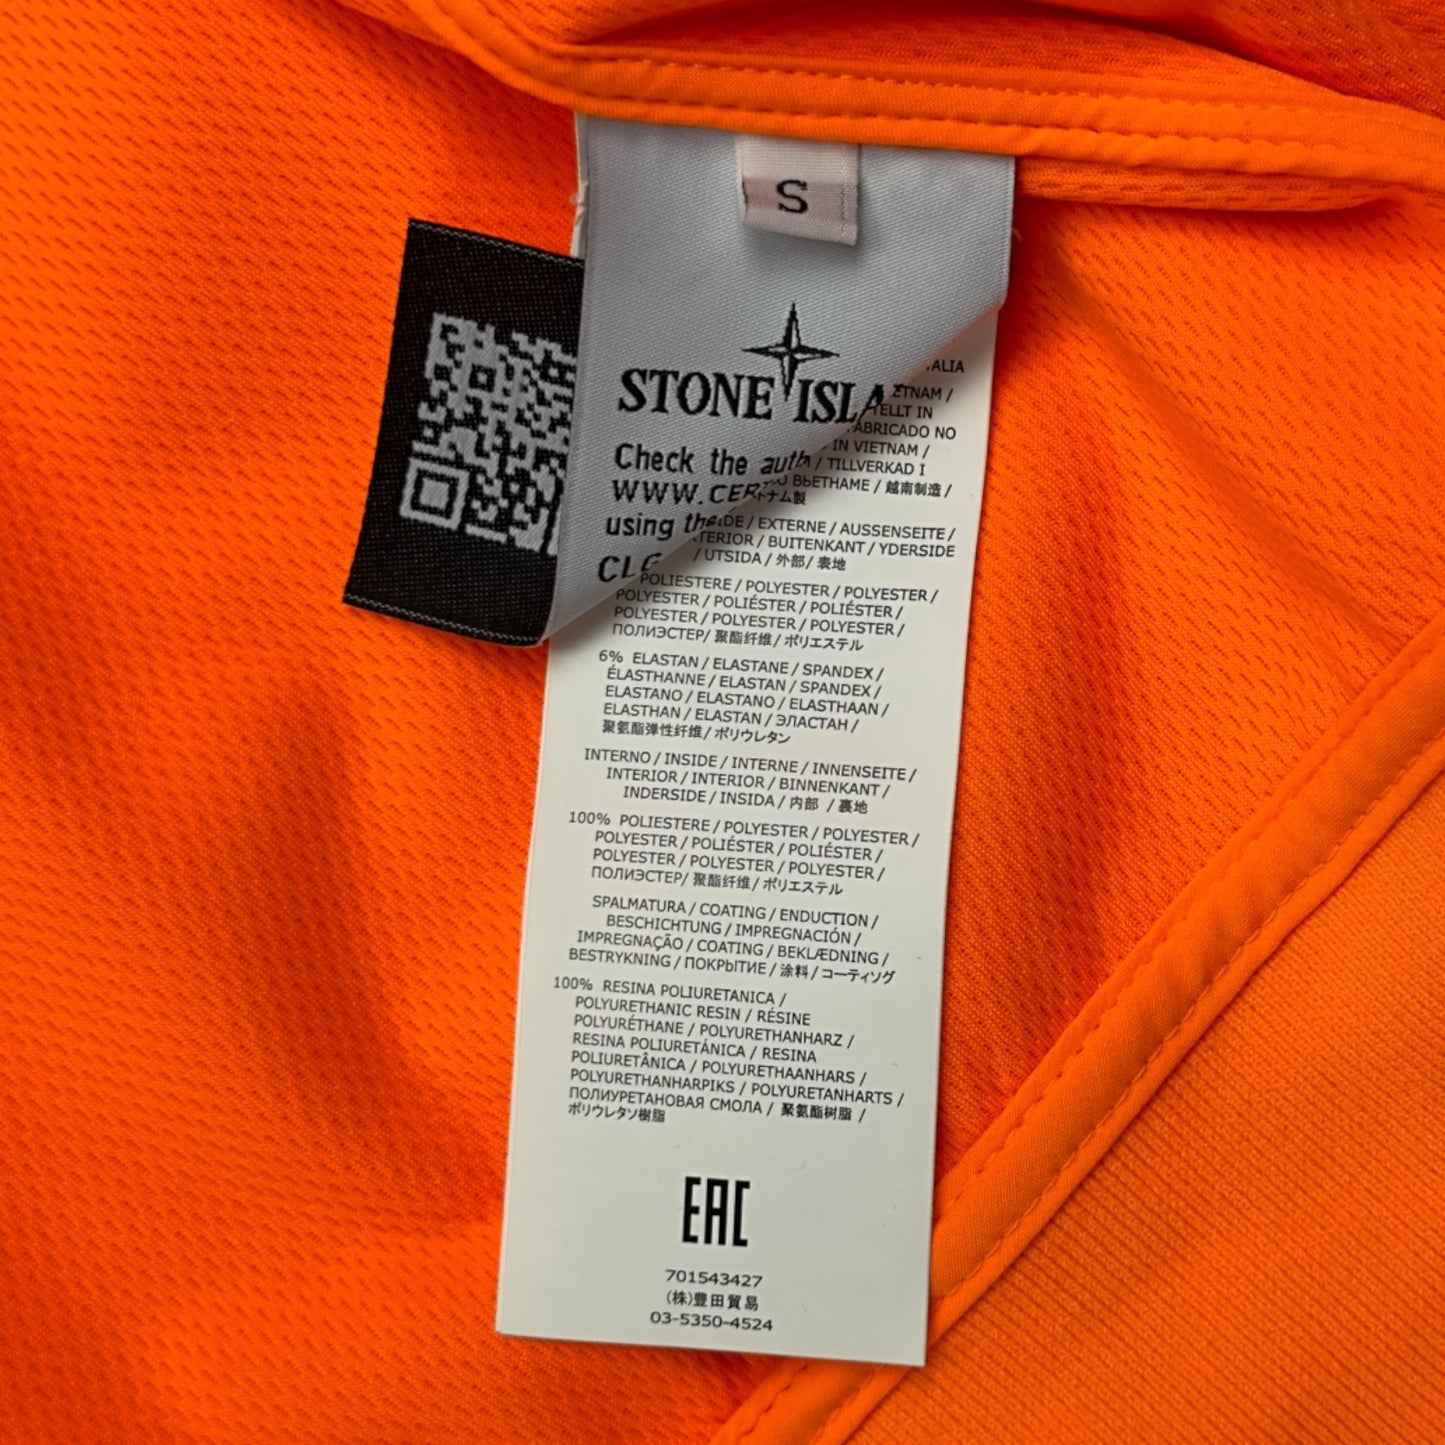 S
STONE ISLA
Check the auth
WWW.CER
using the
CLG
TALIA
ETNAM /
TELLT IN
FABRICADO NO
IN VIETNAM /
/ TILLVERKAD I
ВЬЕТНАМЕ / 越南制造 /
トナム製
IDE / EXTERNE / AUSSENSEITE /
TERIOR / BUITENKANT / YDERSIDE
/ UTSIDA / 外部 / 表地
POLIESTERE / POLYESTER / POLYESTER /
POLYESTER / POLIÉSTER / POLIÉSTER /
POLYESTER / POLYESTER / POLYESTER /
ПОЛИЭСТЕР/ 聚酯纤维 / ポリエステル
6% ELASTAN / ELASTANE / SPANDEX /
ÉLASTHANNE / ELASTAN / SPANDEX /
ELASTANO / ELASTANO / ELASTHAAN /
ELASTHAN / ELASTAN / ЭЛАСТАН /
聚氨酯弹性纤维 / ポリウレタン
INTERNO / INSIDE / INTERNE / INNENSEITE /
INTERIOR / INTERIOR / BINNENKANT /
INDERSIDE / INSIDA / 内部 / 裏地
100% POLIESTERE / POLYESTER / POLYESTER /
POLYESTER / POLIÉSTER / POLIÉSTER /
POLYESTER / POLYESTER / POLYESTER /
ПОЛИЭСТЕР/ 聚酯纤维 / ポリエステル
SPALMATURA / COATING / ENDUCTION /
BESCHICHTUNG / IMPREGNACIÓN /
IMPREGNAÇÃO / COATING / BEKLÆDNING /
BESTRYKNING / ПОКРЫТИЕ / 涂料 / コーティング
100% RESINA POLIURETANICA /
POLYURETHANIC RESIN / RÉSINE
POLYURÉTHANE / POLYURETHANHARZ /
RESINA POLIURETÁNICA / RESINA
POLIURETÂNICA / POLYURETHAANHARS /
POLYURETHANHARPIKS / POLYURETANHARTS /
ПОЛИУРЕТАНОВАЯ СМОЛА / 聚氨酯树脂 /
ポリウレタン樹脂
EAC
701543427
(株)豊田貿易
03-5350-4524